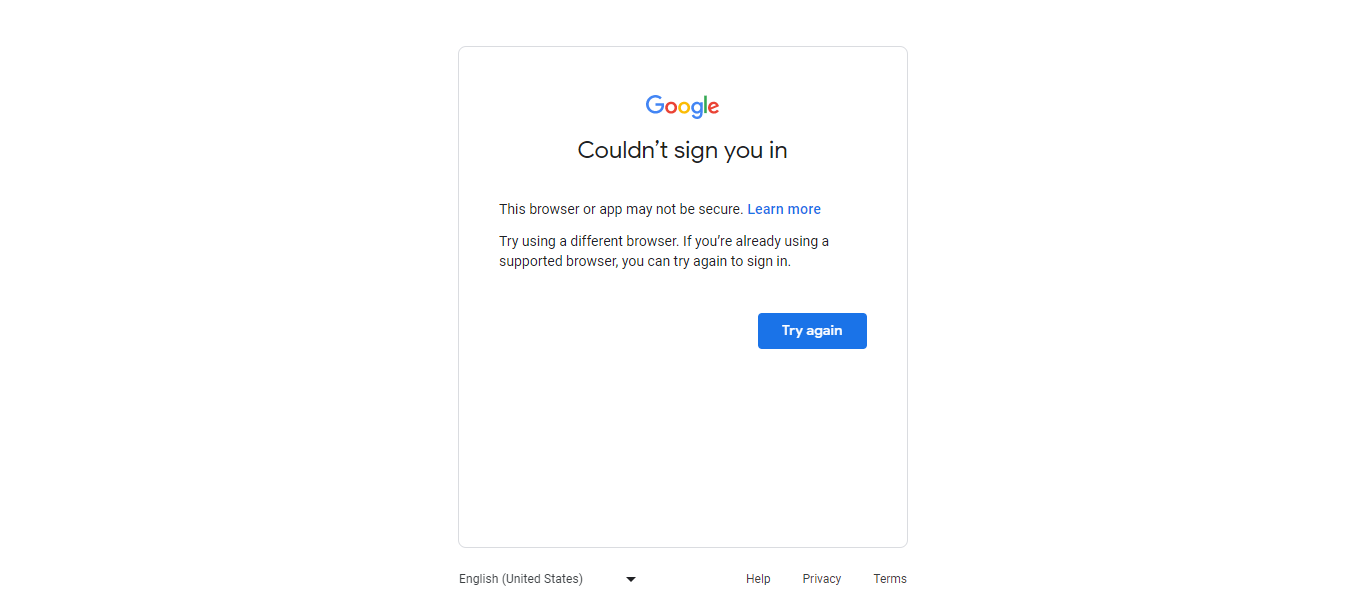 Google
Couldn’t sign you in
This browser or app may not be secure. Learn more
Try using a different browser. If you’re already using a
supported browser, you can try again to sign in.
Try again
English (United States) Help Privacy Terms